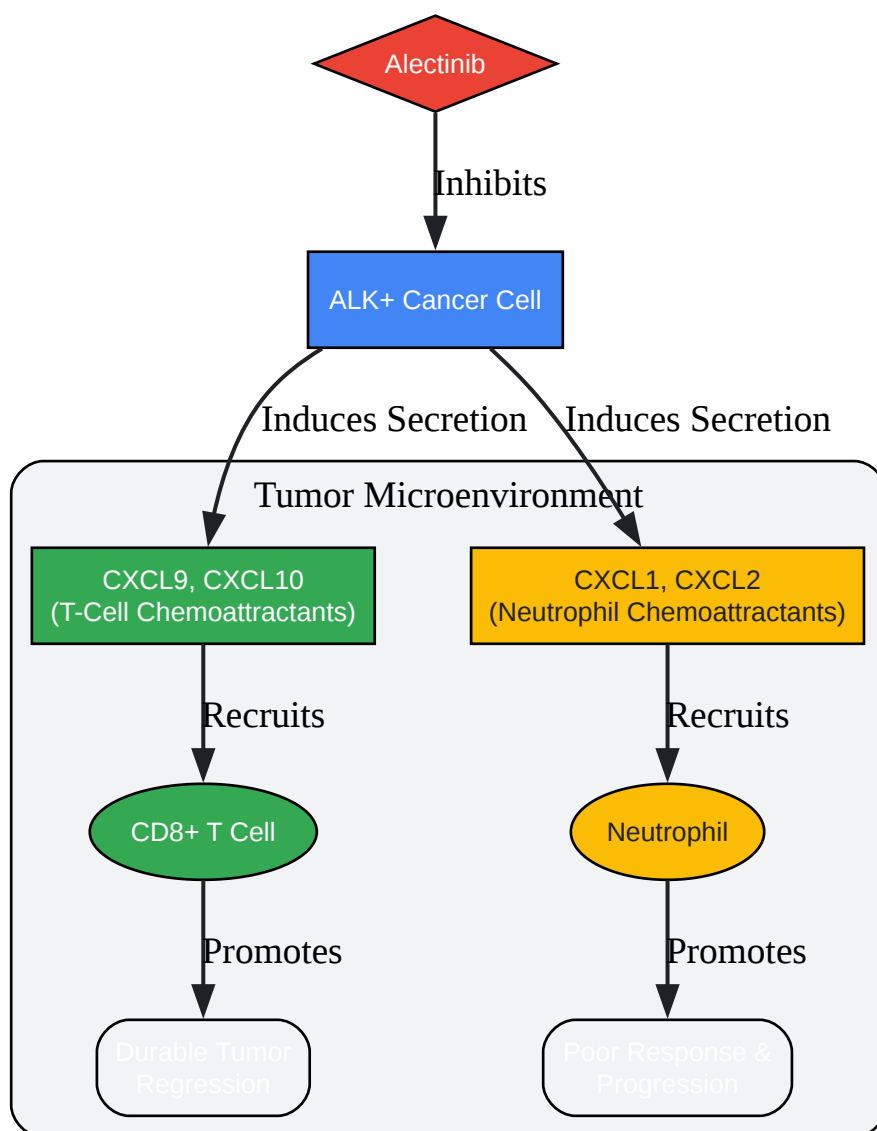 Alectinib
Inhibits
ALK+ Cancer Cell
Induces Secretion
Induces Secretion
Tumor Microenvironment
CXCL9, CXCL10
(T-Cell Chemoattractants)
CXCL1, CXCL2
(Neutrophil Chemoattractants)
Recruits
Recruits
CD8+ T Cell
Neutrophil
Promotes
Promotes
Durable Tumor
Regression
Poor Response &
Progression